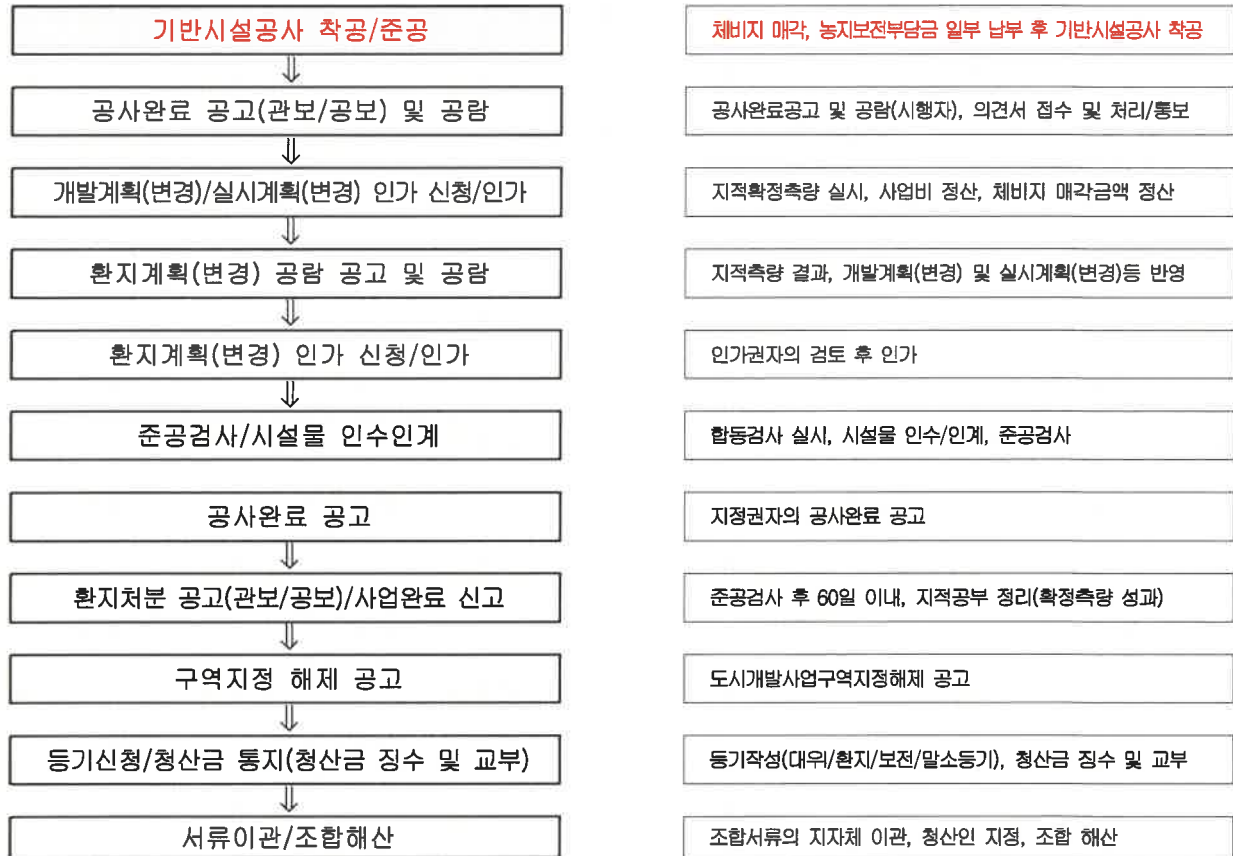 기반시설공사 착공/준공
체비지 매각, 농지보전부담금 일부 납부 후 기반시설공사 착공
공사완료 공고(관보/공보) 및 공람
공사완료공고 및 공람(시행자), 의견서 접수 및 처리/통보
개발계획(변경)/실시계획(변경) 인가 신청/인가
지적확정측량 실시, 사업비 정산, 체비지 매각금액 정산
환지계획(변경) 공람 공고 및 공람
지적측량 결과, 개발계획(변경) 및 실시계획(변경)등 반영
환지계획(변경) 인가 신청/인가
인가권자의 검토 후 인가
준공검사/시설물 인수인계
합동검사 실시, 시설물 인수/인계, 준공검사
공사완료 공고
지정권자의 공사완료 공고
환지처분 공고(관보/공보)/사업완료 신고
준공검사 후 60일 이내, 지적공부 정리(확정측량 성과)
구역지정 해제 공고
도시개발사업구역지정해제 공고
등기신청/청산금 통지(청산금 징수 및 교부)
등기작성(대위/환지/보전/말소등기), 청산금 징수 및 교부
서류이관/조합해산
조합서류의 지자체 이관, 청산인 지정, 조합 해산